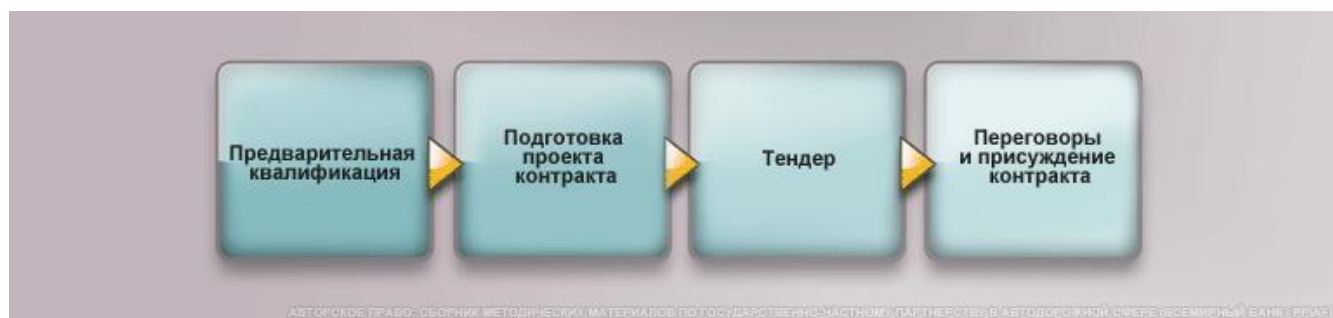 Предварительная
квалификация
Подготовка
проекта
контракта
Тендер
Переговоры
и присуждение
контракта
АВТОРСКОЕ ПРАВО: СБОРНИК МЕТОДИЧЕСКИХ МАТЕРИАЛОВ ПО ГОСУДАРСТВЕННО-ЧАСТНОМУ ПАРТНЕРСТВУ В АВТОДОРОЖНОЙ СФЕРЕ ВСЕМИРНЫЙ БАНК / PPIAF